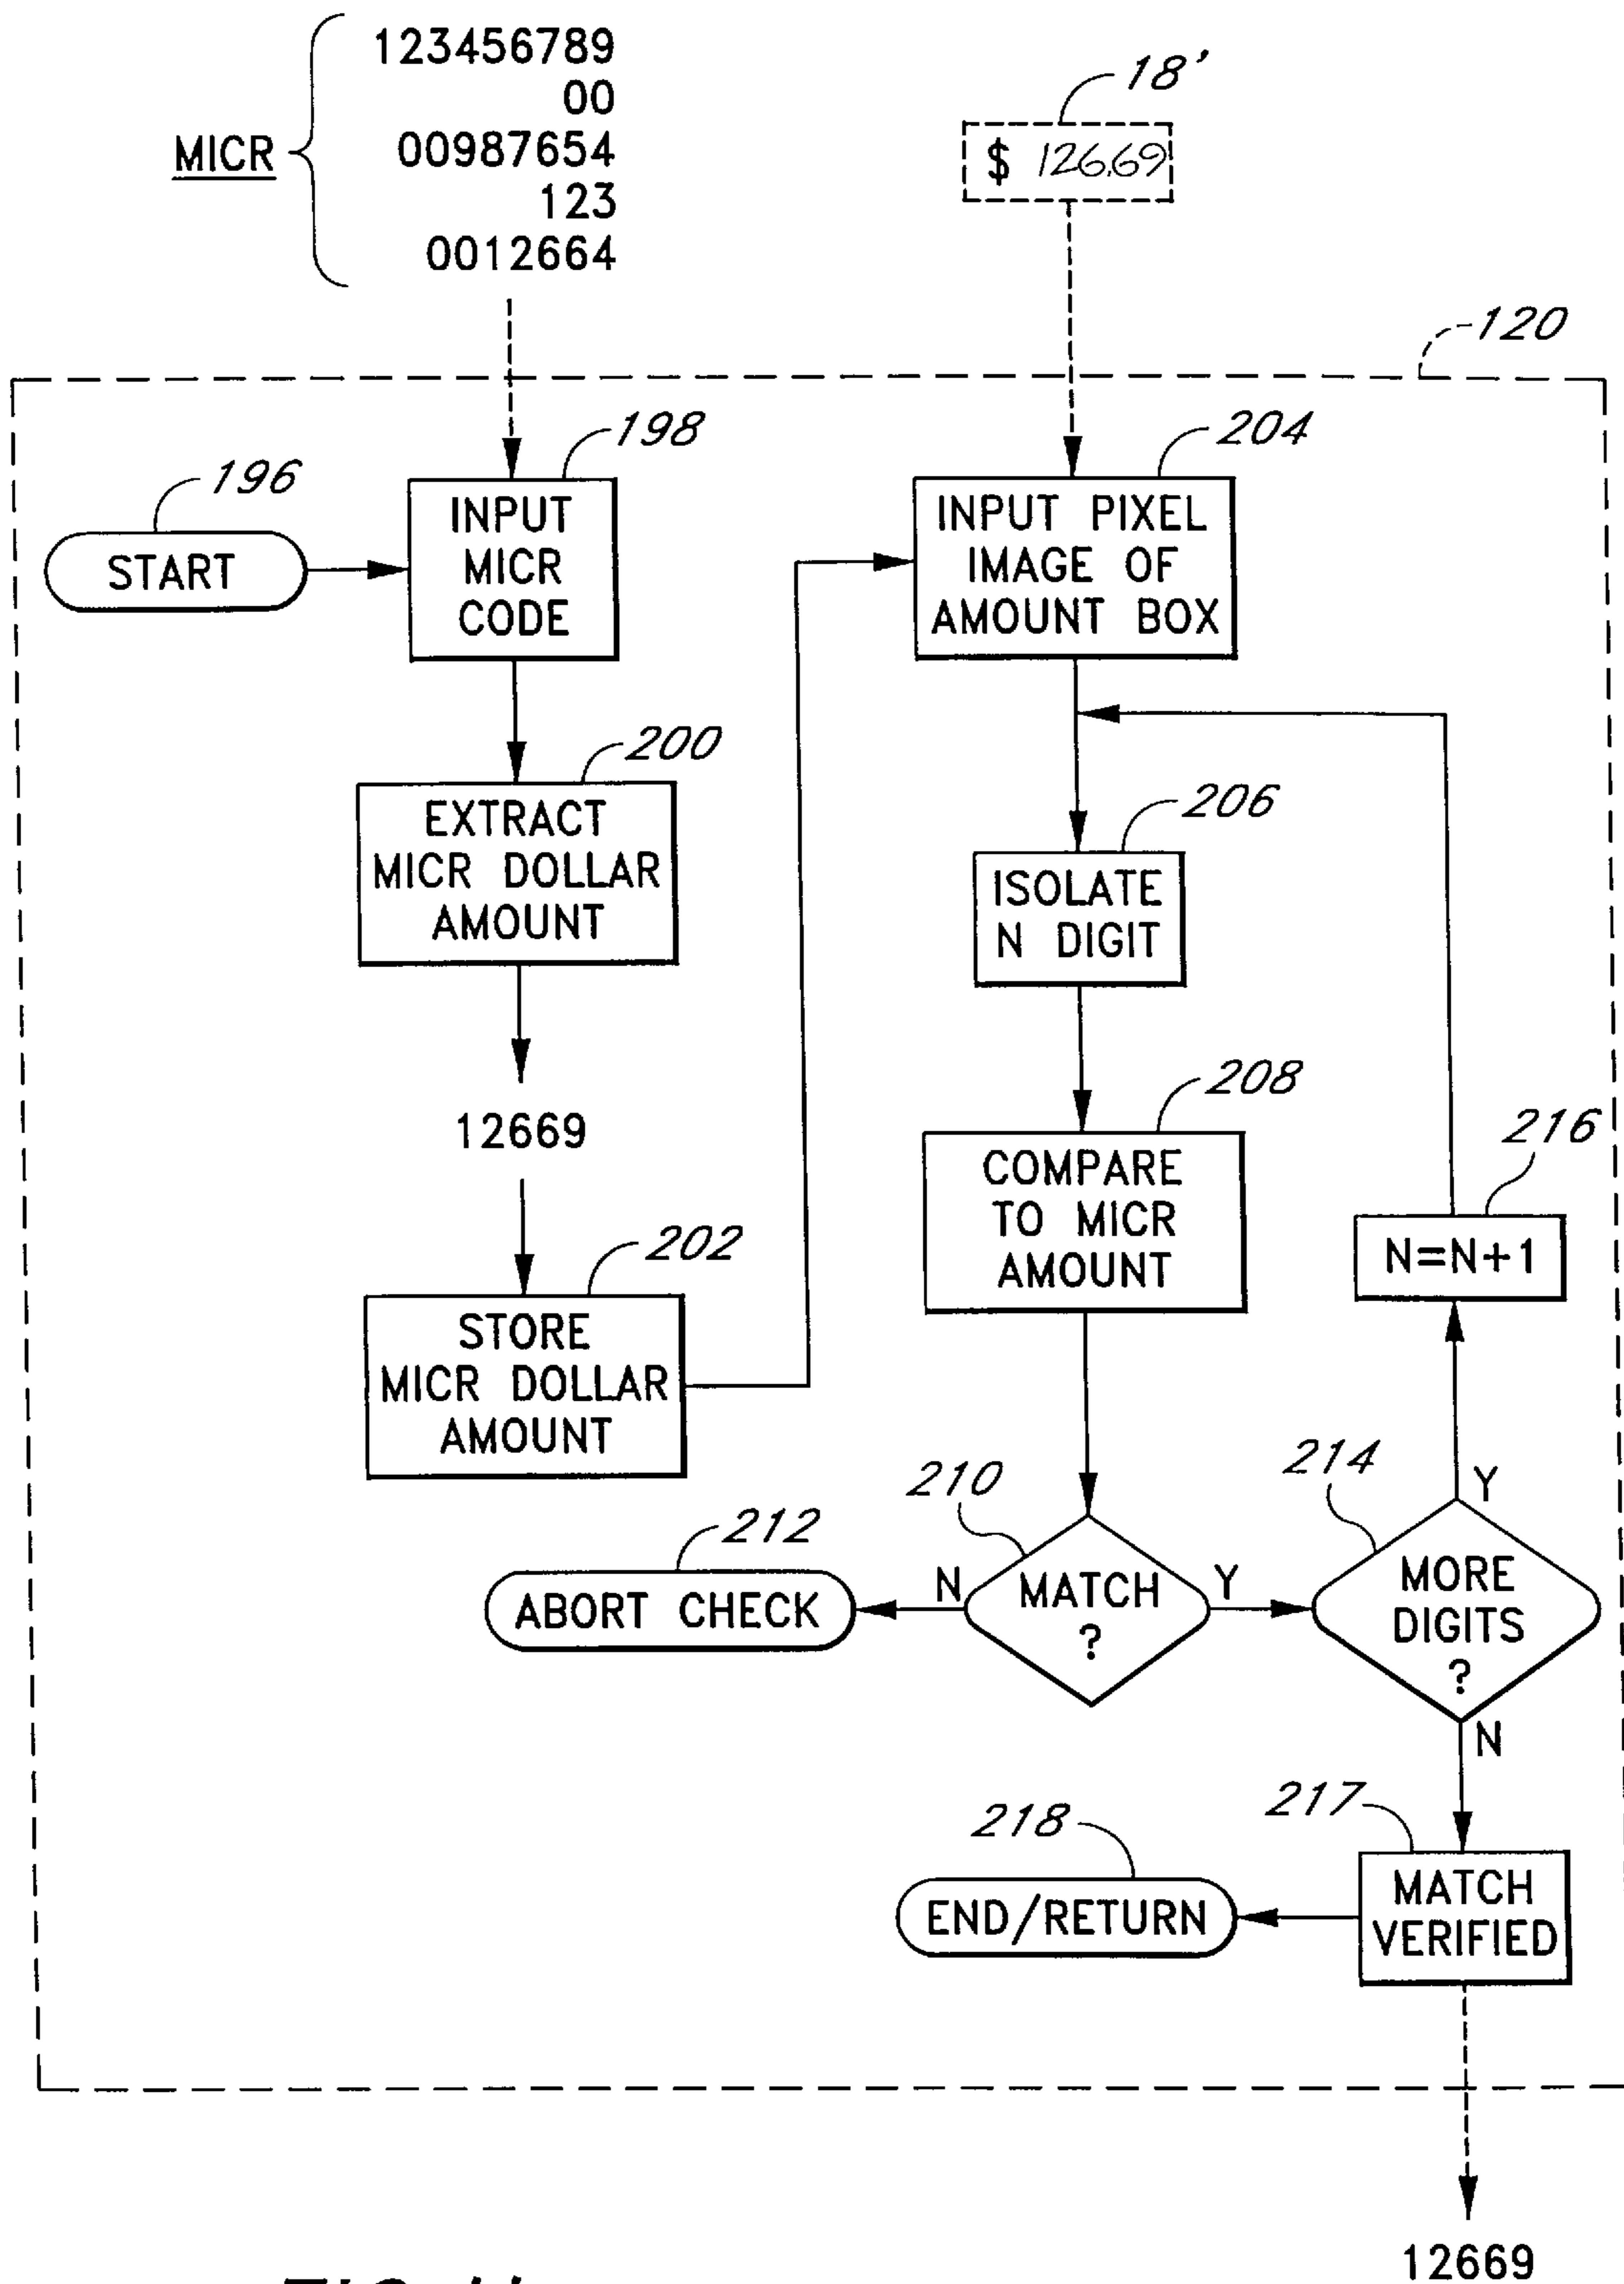 123456789
00
MICR
00987654
123
0012664
18'
$ 126.69
120
196
START
198
INPUT
MICR
CODE
204
INPUT PIXEL
IMAGE OF
AMOUNT BOX
200
EXTRACT
MICR DOLLAR
AMOUNT
12669
202
STORE
MICR DOLLAR
AMOUNT
206
ISOLATE
N DIGIT
208
COMPARE
TO MICR
AMOUNT
216
N=N+1
210
MATCH
?
N
Y
212
ABORT CHECK
214
MORE
DIGITS
?
Y
N
217
MATCH
VERIFIED
218
END/RETURN
12669